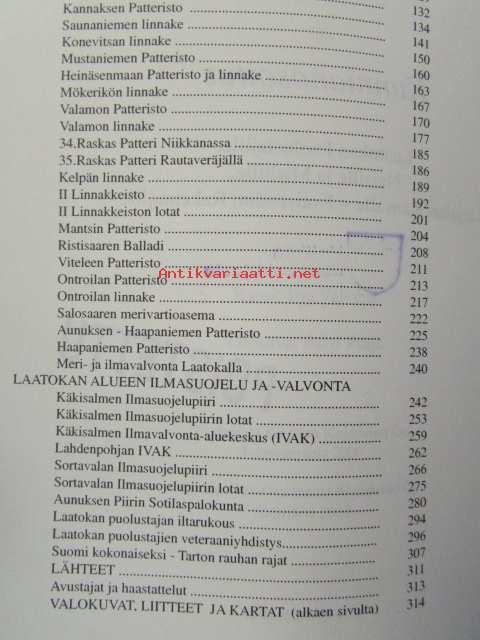 Kannaksen Patteristo ........ 132
Saunaniemen linnake ........ 134
Konevitsan linnake ........ 141
Mustaniemen Patteristo ........ 150
Heinäsenmaan Patteristo ja linnake ........ 160
Mökerikön linnake ........ 163
Valamon Patteristo ........ 167
Valamon linnake ........ 170
34.Raskas Patteri Niikkanassa ........ 177
35.Raskas Patteri Rautaveräjällä ........ 185
Kelpän linnake ........ 186
II Linnakkeisto ........ 189
II Linnakkeiston lotat ........ 192
Mantsin Patteristo ........ 201
Ristisaaren Balladi ........ 204
Viteleen Patteristo ........ 208
Ontroilan Patteristo ........ 211
Ontroilan linnake ........ 213
Salosaaren merivartioasema ........ 217
Aunuksen - Haapaniemen Patteristo ........ 222
Haapaniemen Patteristo ........ 225
Meri- ja ilmavalvonta Laatokalla ........ 238
240
LAATOKAN ALUEEN ILMASUOJELU JA -VALVONTA
Käkisalmen Ilmasuojelupiiri ........ 242
Käkisalmen Ilmasuojelupiirin lotat ........ 253
Käkisalmen Ilmavalvonta-aluekeskus (IVAK) ........ 259
Lahdenpohjan IVAK ........ 262
Sortavalan Ilmasuojelupiiri ........ 266
Sortavalan Ilmasuojelupiirin lotat ........ 275
Aunuksen Piirin Sotilaspalokunta ........ 280
Laatokan puolustajan iltarukous ........ 294
Laatokan puolustajien veteraaniyhdistys ........ 296
Suomi kokonaiseksi - Tarton rauhan rajat ........ 307
LÄHTEET ........ 311
Avustajat ja haastattelut ........ 313
VALOKUVAT, LIITTEET JA KARTAT (alkaen sivulta) 314
Antikvariaatti.net